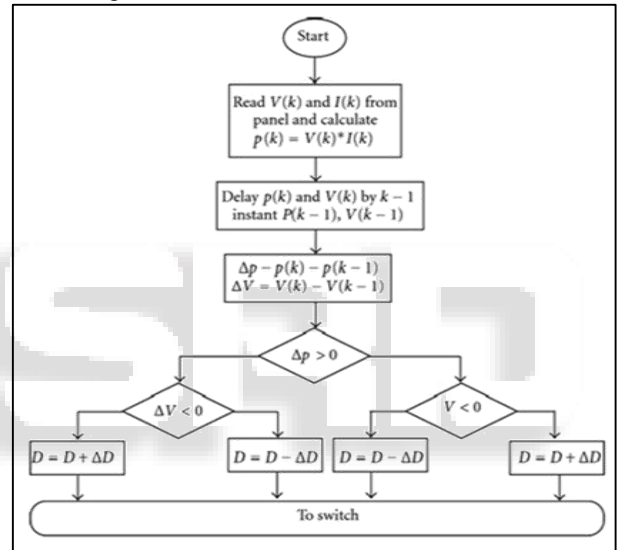 Start
Read V(k) and I(k) from
panel and calculate
p(k) = V(k)*I(k)
Delay p(k) and V(k) by k − 1
instant P(k − 1), V(k − 1)
Δp − p(k) − p(k − 1)
ΔV = V(k) − V(k − 1)
Δp > 0
ΔV < 0
V < 0
D = D + ΔD
D = D − ΔD
D = D − ΔD
D = D + ΔD
To switch